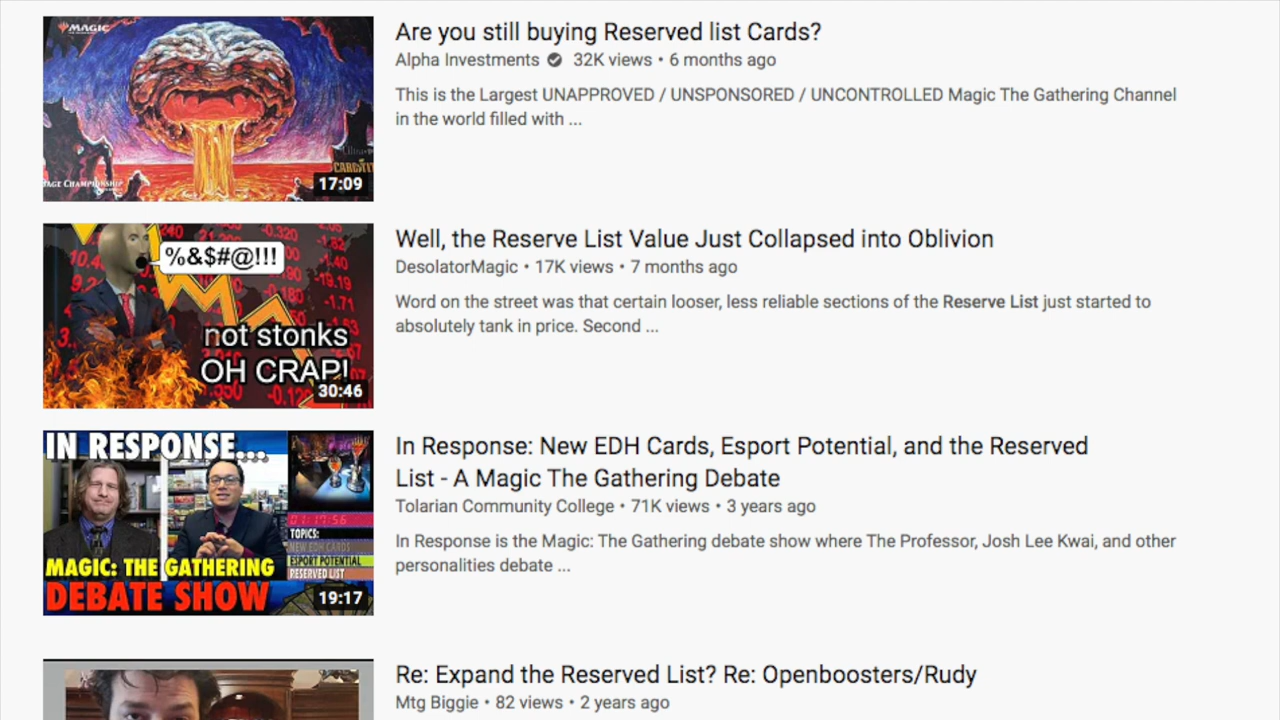 MAGIC
17:09
Are you still buying Reserved list Cards?
Alpha Investments 32K views • 6 months ago
This is the Largest UNAPPROVED / UNSPONSORED / UNCONTROLLED Magic The Gathering Channel
in the world filled with ...
%&$#@!!!
not stonks
OH CRAP!
30:46
Well, the Reserve List Value Just Collapsed into Oblivion
DesolatorMagic • 17K views • 7 months ago
Word on the street was that certain looser, less reliable sections of the Reserve List just started to
absolutely tank in price. Second ...
IN RESPONSE...
TOPICS:
NEW EDH CARDS
ESPORT POTENTIAL
RESERVED LIST
MAGIC: THE GATHERING
DEBATE SHOW
19:17
In Response: New EDH Cards, Esport Potential, and the Reserved
List - A Magic The Gathering Debate
Tolarian Community College • 71K views • 3 years ago
In Response is the Magic: The Gathering debate show where The Professor, Josh Lee Kwai, and other
personalities debate ...
Re: Expand the Reserved List? Re: Openboosters/Rudy
Mtg Biggie • 82 views • 2 years ago